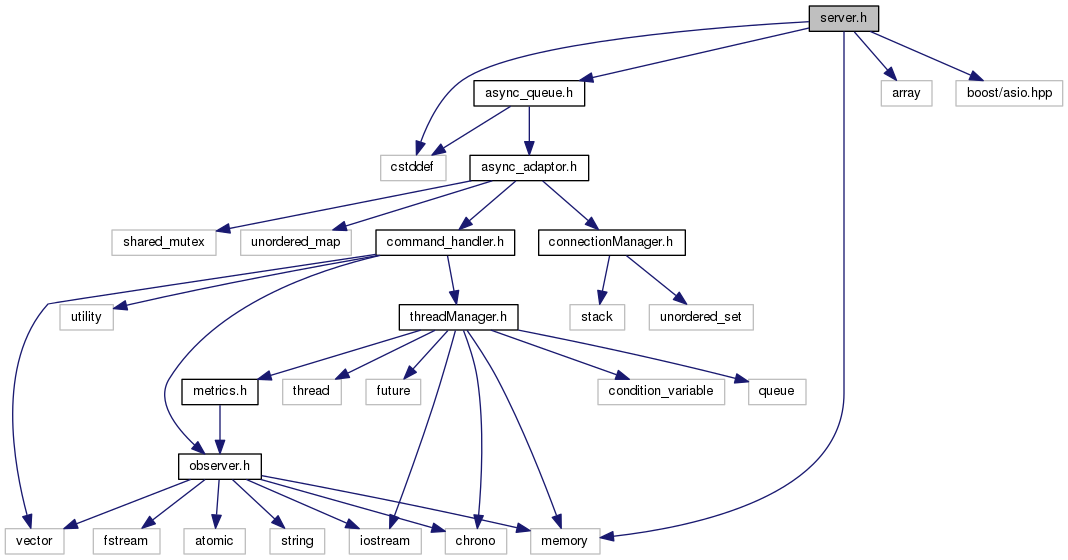 server.h
async_queue.h
array
boost/asio.hpp
cstddef
async_adaptor.h
shared_mutex
unordered_map
command_handler.h
connectionManager.h
utility
threadManager.h
stack
unordered_set
metrics.h
thread
future
condition_variable
queue
observer.h
vector
fstream
atomic
string
iostream
chrono
memory